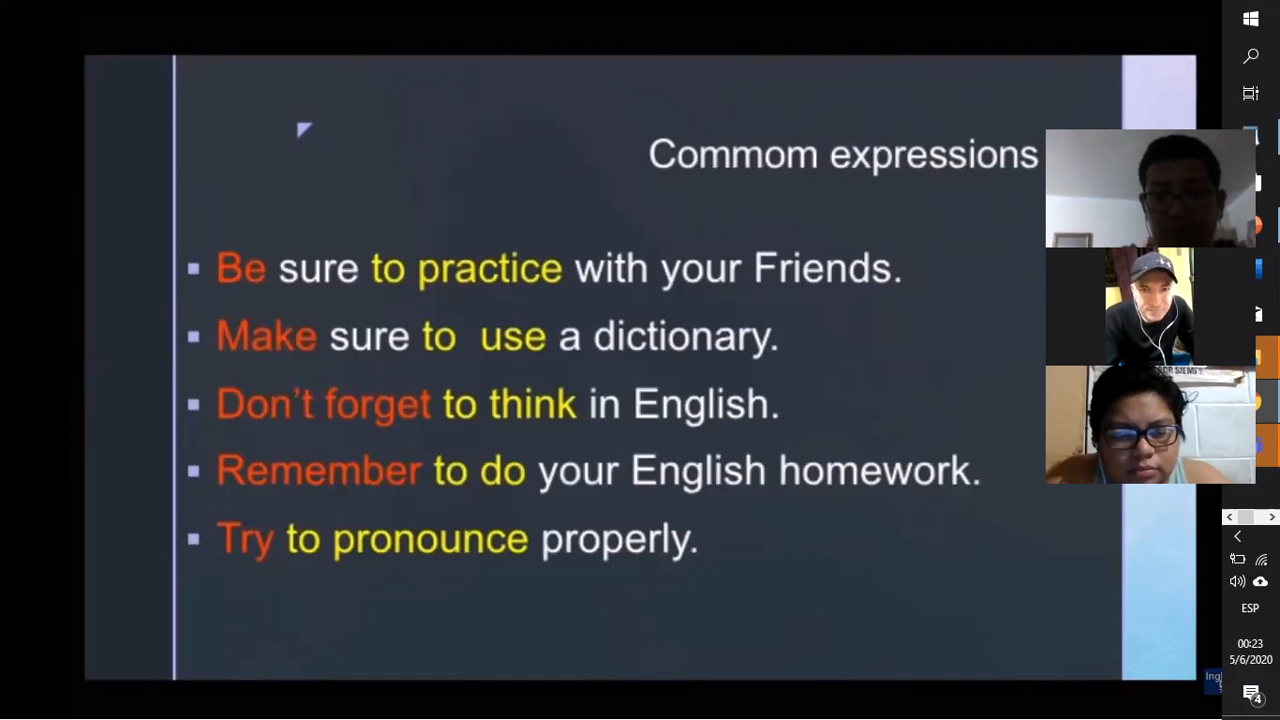 Commom expressions
Be sure to practice with your Friends.
Make sure to use a dictionary.
Don't forget to think in English.
Remember to do your English homework.
Try to pronounce properly.
ESP
00:23
5/6/2020
4